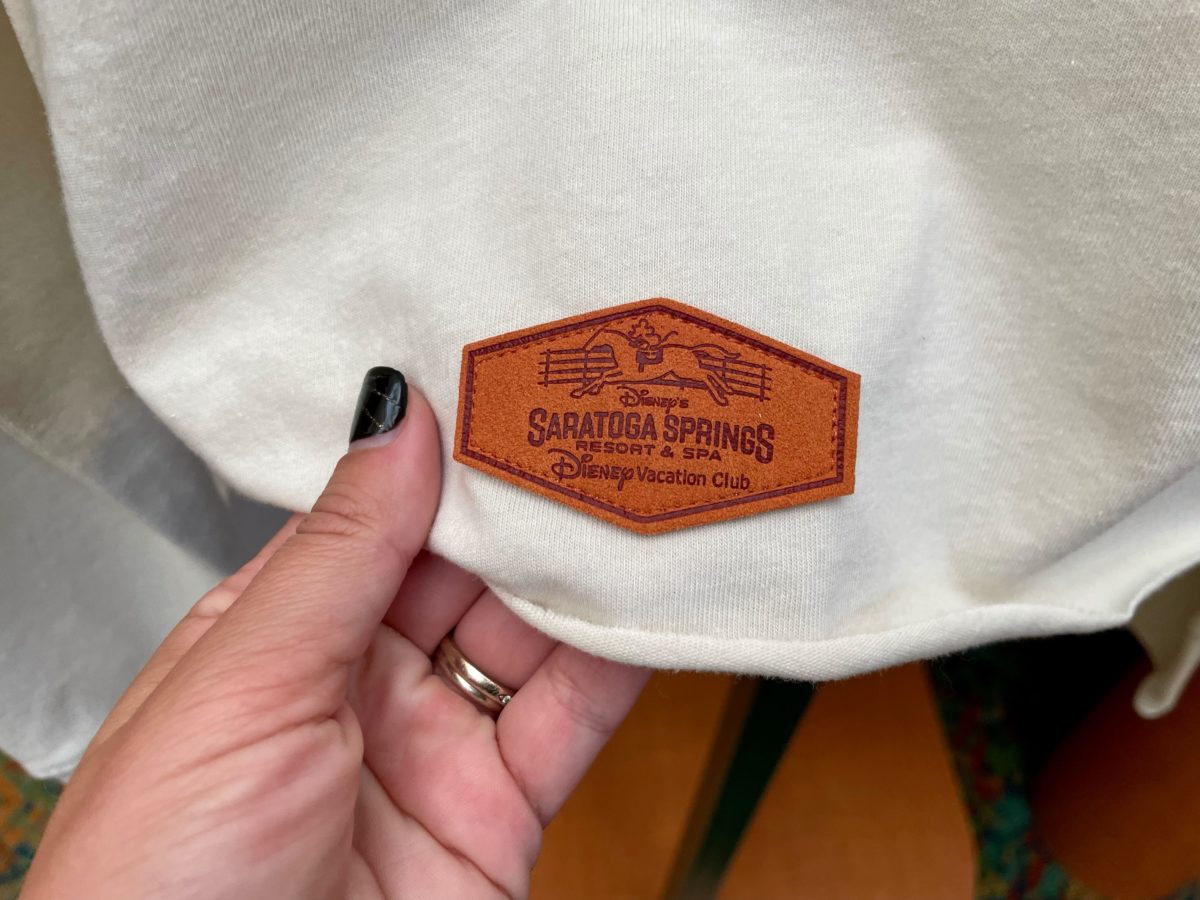 Disney's
SARATOGA SPRINGS
RESORT & SPA
Disney Vacation Club